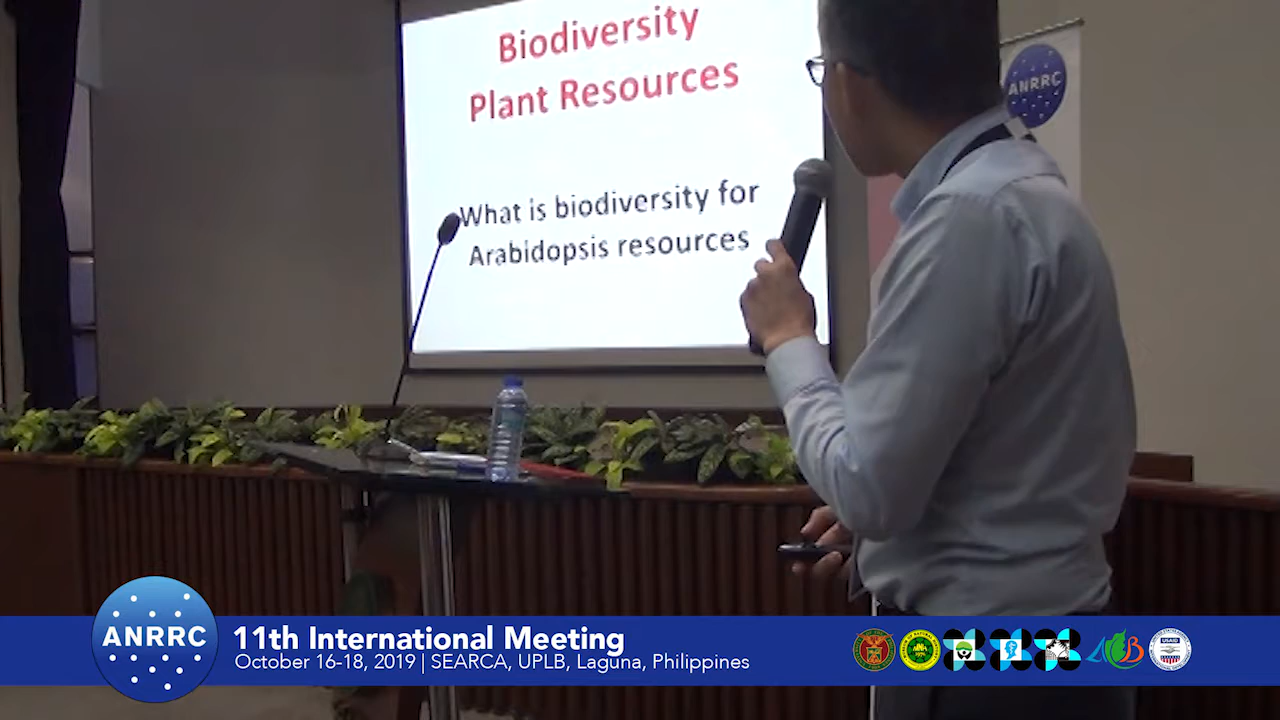 Biodiversity
Plant Resources
What is biodiversity for
Arabidopsis resources
ANRRC
ANRRC
11th International Meeting
October 16-18, 2019 | SEARCA, UPLB, Laguna, Philippines
USAID